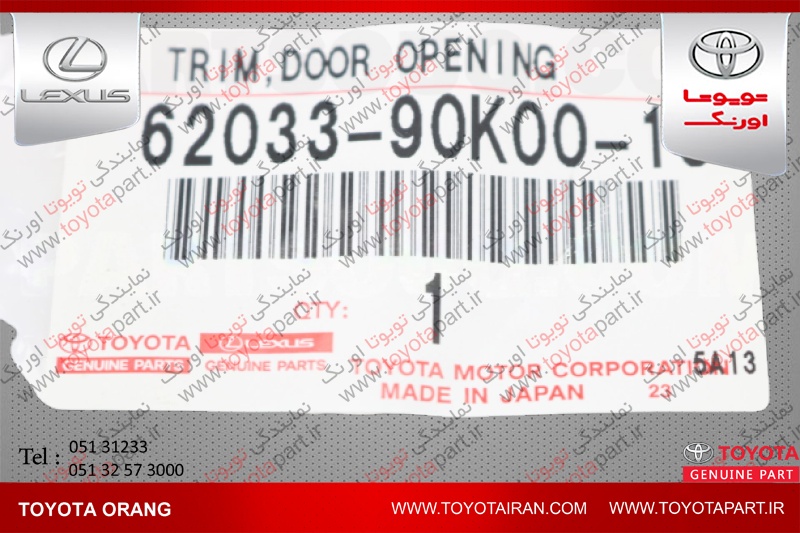 LEXUS
تویوتا
اورنگ
TRIM, DOOR OPENING
62033-90K00-1
QTY: 1
TOYOTA
GENUINE PARTS
LEXUS
GENUINE PARTS
TOYOTA MOTOR CORPORATION
5A13
MADE IN JAPAN
23
نمایندگی تویوتا اورنگ
www.toyotapart.ir
Tel : 051 31233
051 32 57 3000
TOYOTA
GENUINE PART
TOYOTA ORANG
WWW.TOYOTAIRAN.COM / WWW.TOYOTAPART.IR